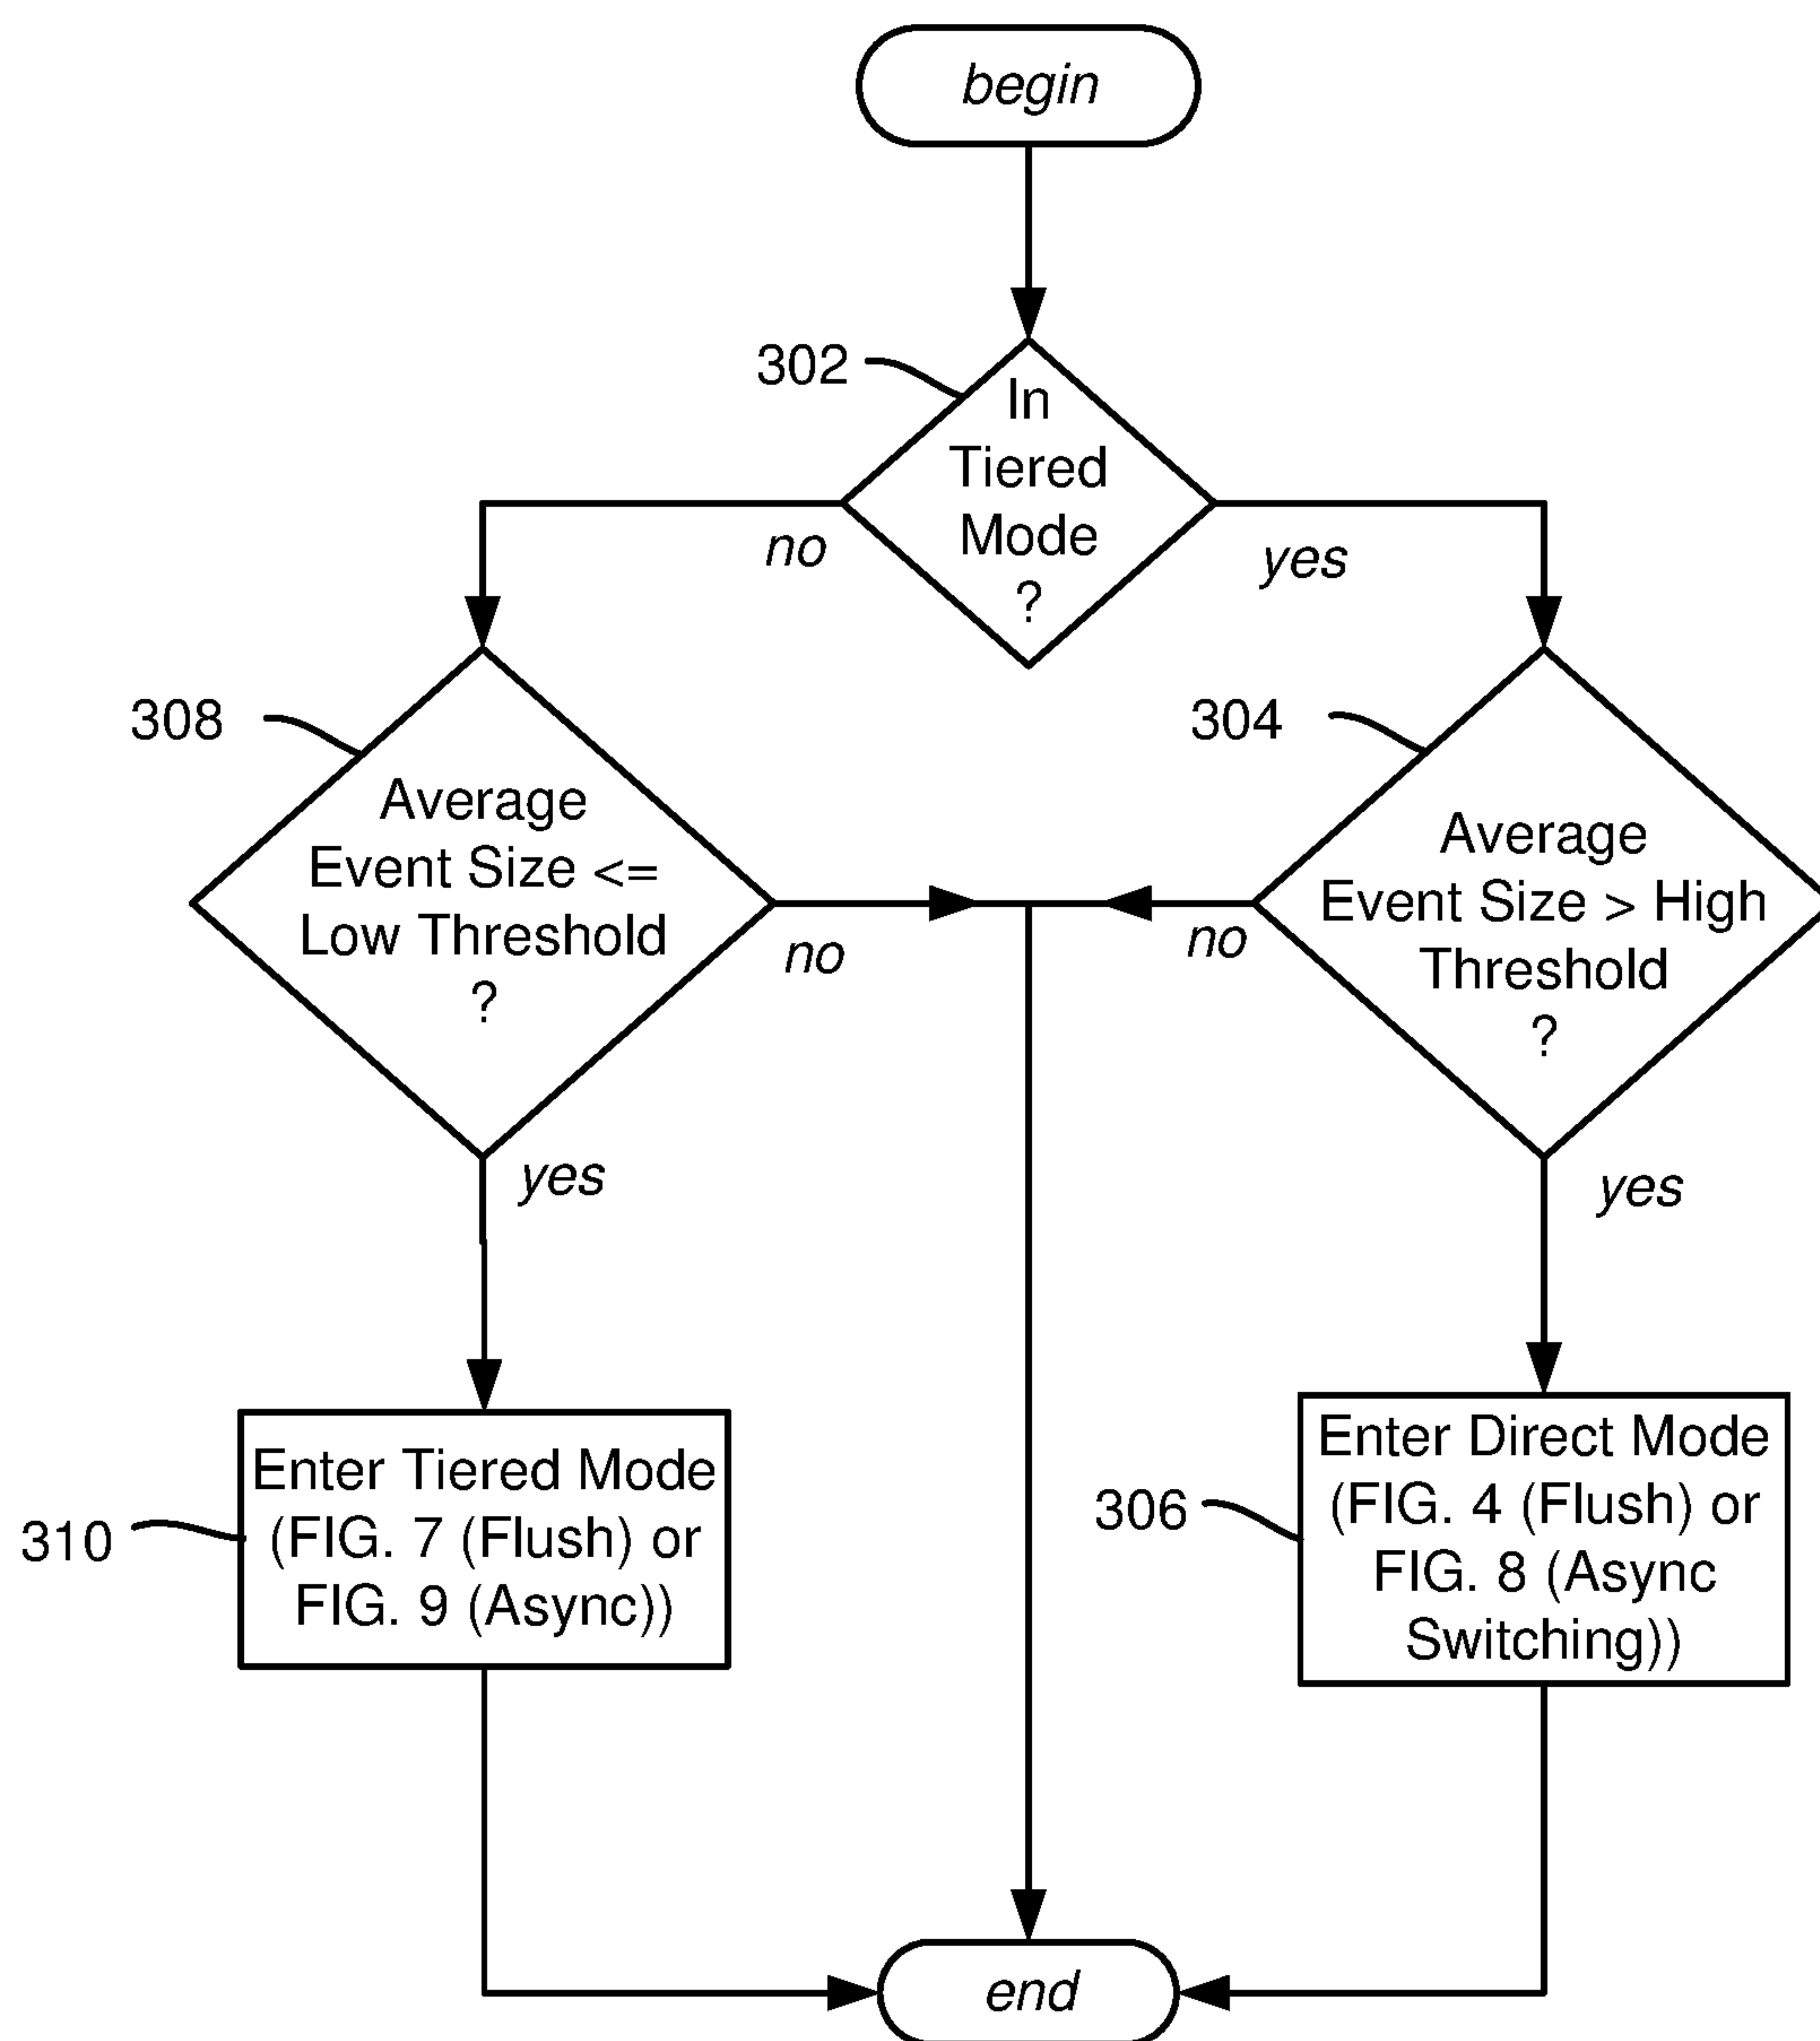 begin
302
In
Tiered
Mode
?
no
yes
308
Average
Event Size <=
Low Threshold
?
no
yes
304
Average
Event Size > High
Threshold
?
no
yes
310
Enter Tiered Mode
(FIG. 7 (Flush) or
FIG. 9 (Async))
306
Enter Direct Mode
(FIG. 4 (Flush) or
FIG. 8 (Async
Switching))
end